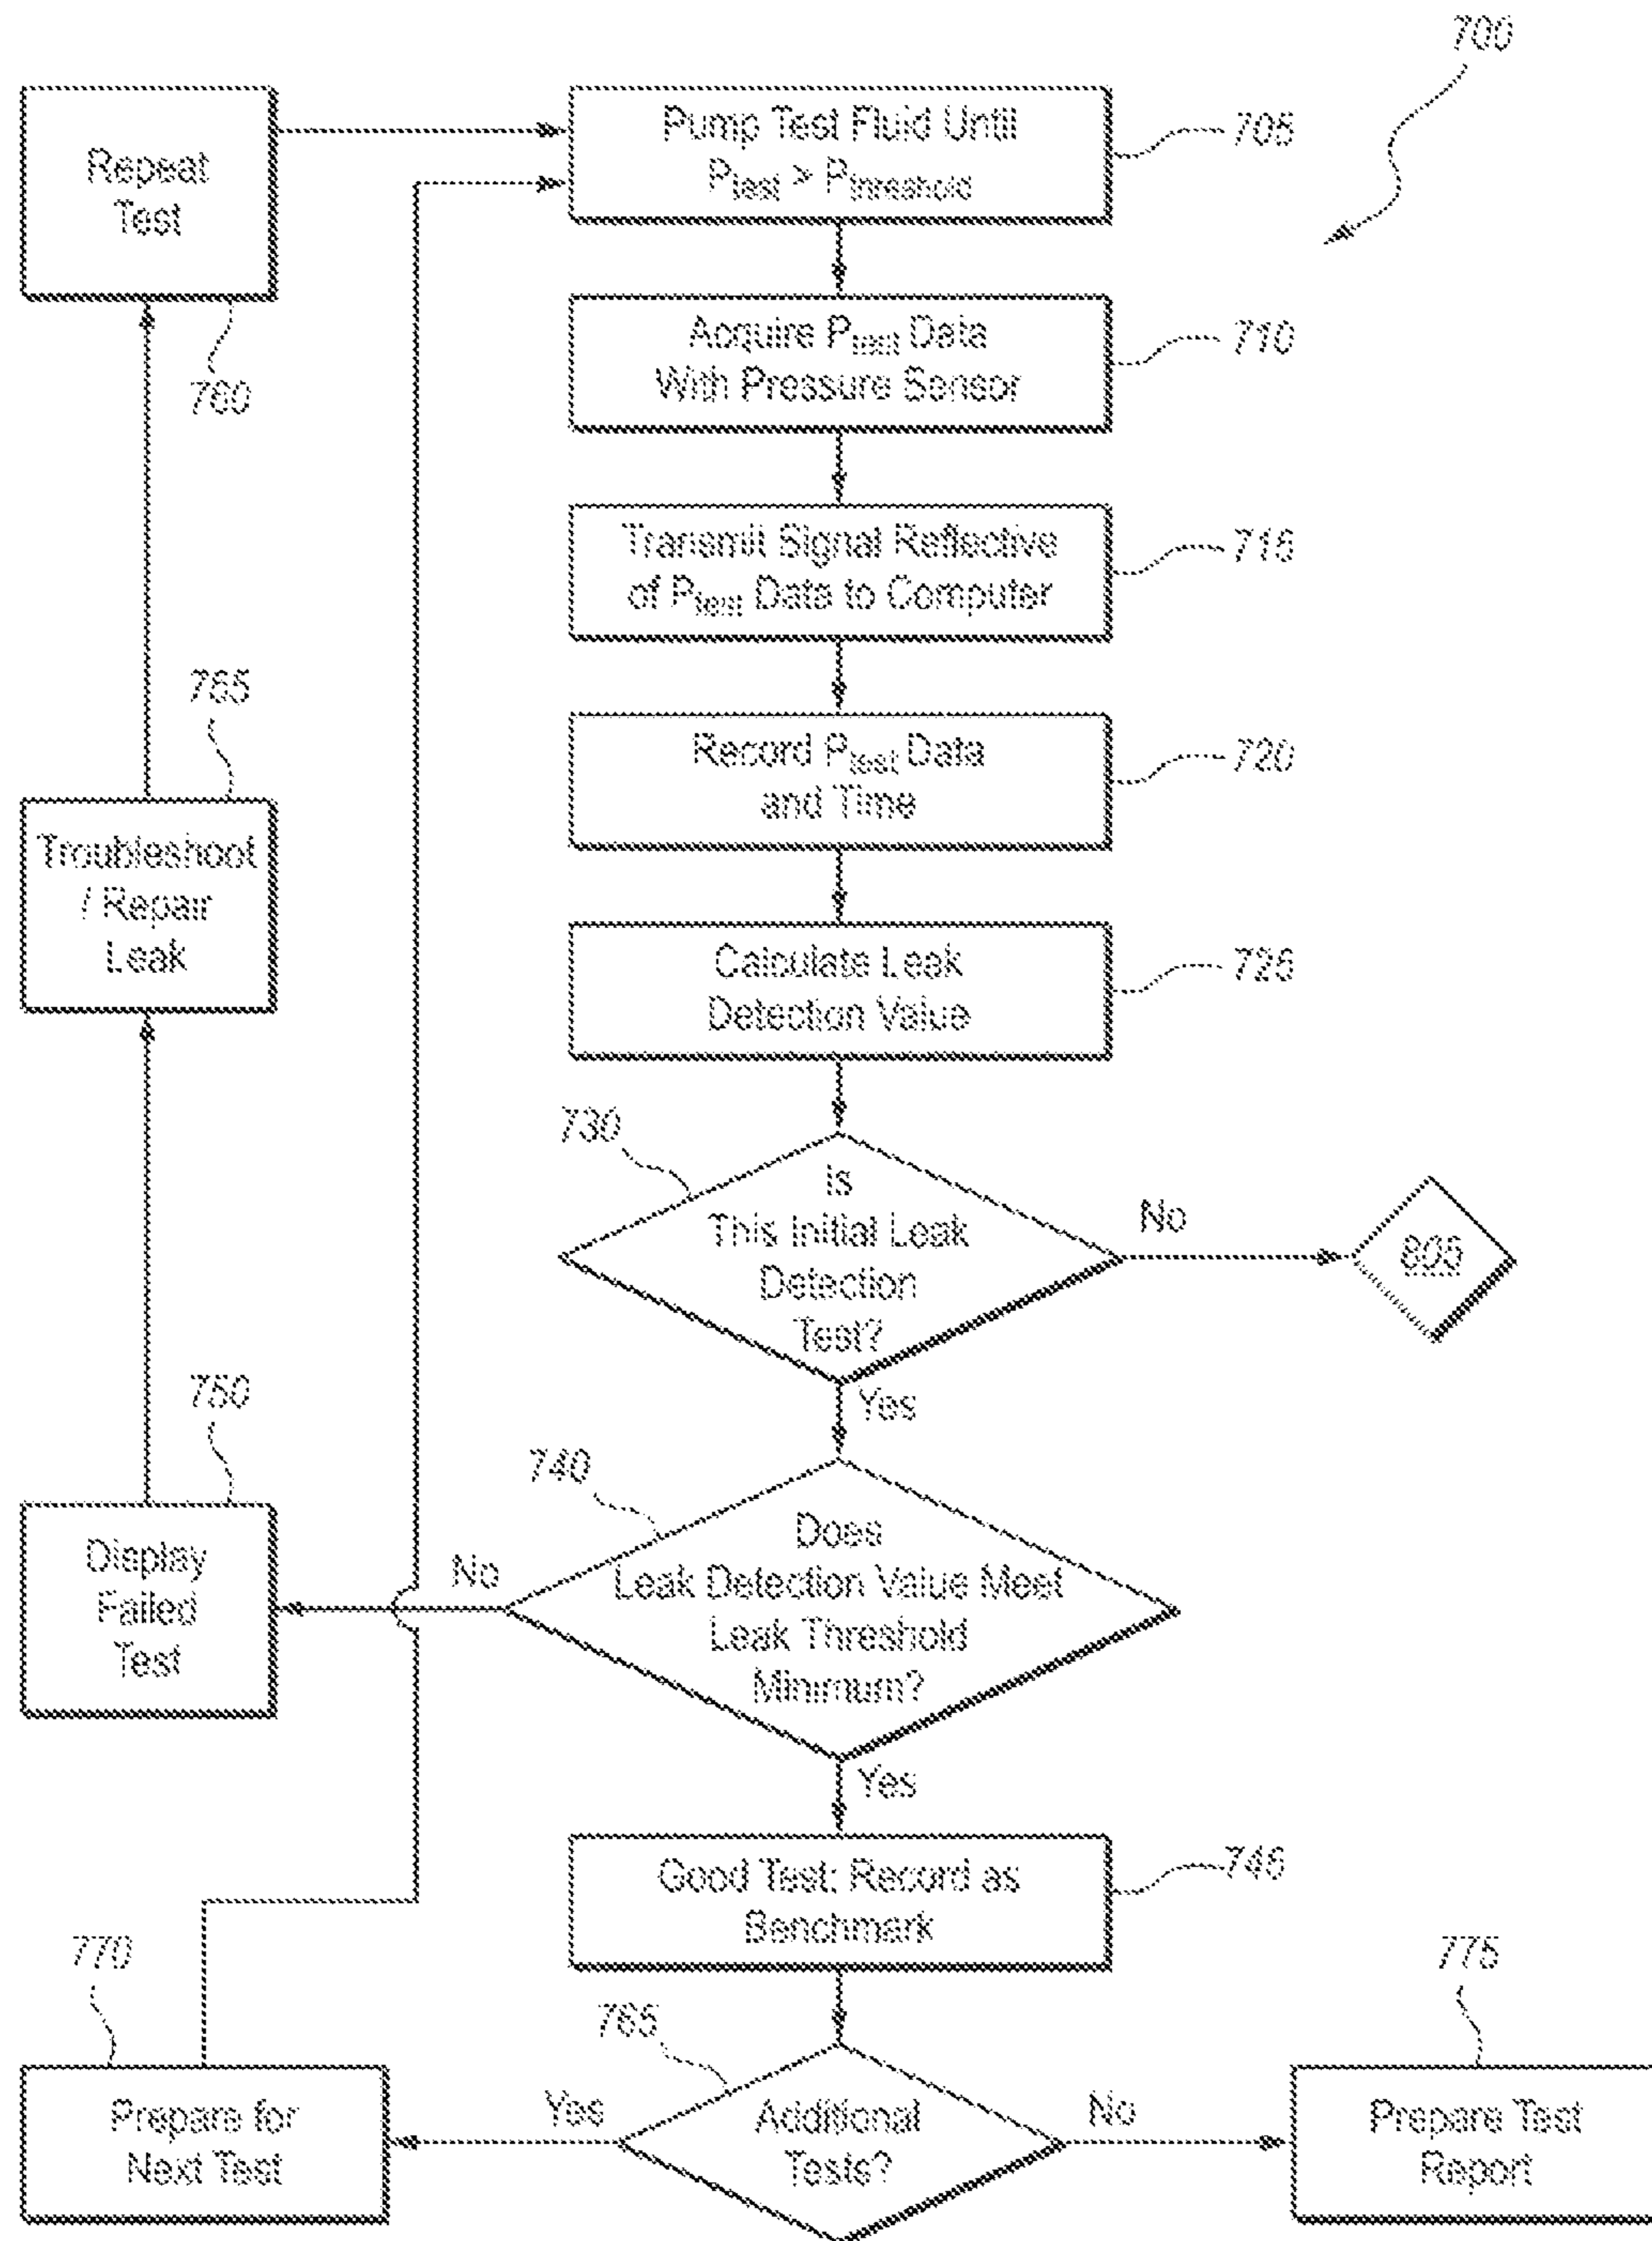 700
Repeat
Test
760
Pump Test Fluid Until
Ptest > Pthreshold
705
Acquire Ptest Data
With Pressure Sensor
710
Transmit Signal Reflective
of Ptest Data to Computer
715
Record Ptest Data
and Time
720
765
Troubleshoot
/ Repair
Leak
Calculate Leak
Detection Value
725
730
Is
This Initial Leak
Detection
Test?
No
805
Yes
750
Display
Failed
Test
No
740
Does
Leak Detection Value Meet
Leak Threshold
Minimum?
Yes
Good Test; Record as
Benchmark
745
770
Prepare for
Next Test
Yes
765
Additional
Tests?
No
775
Prepare Test
Report